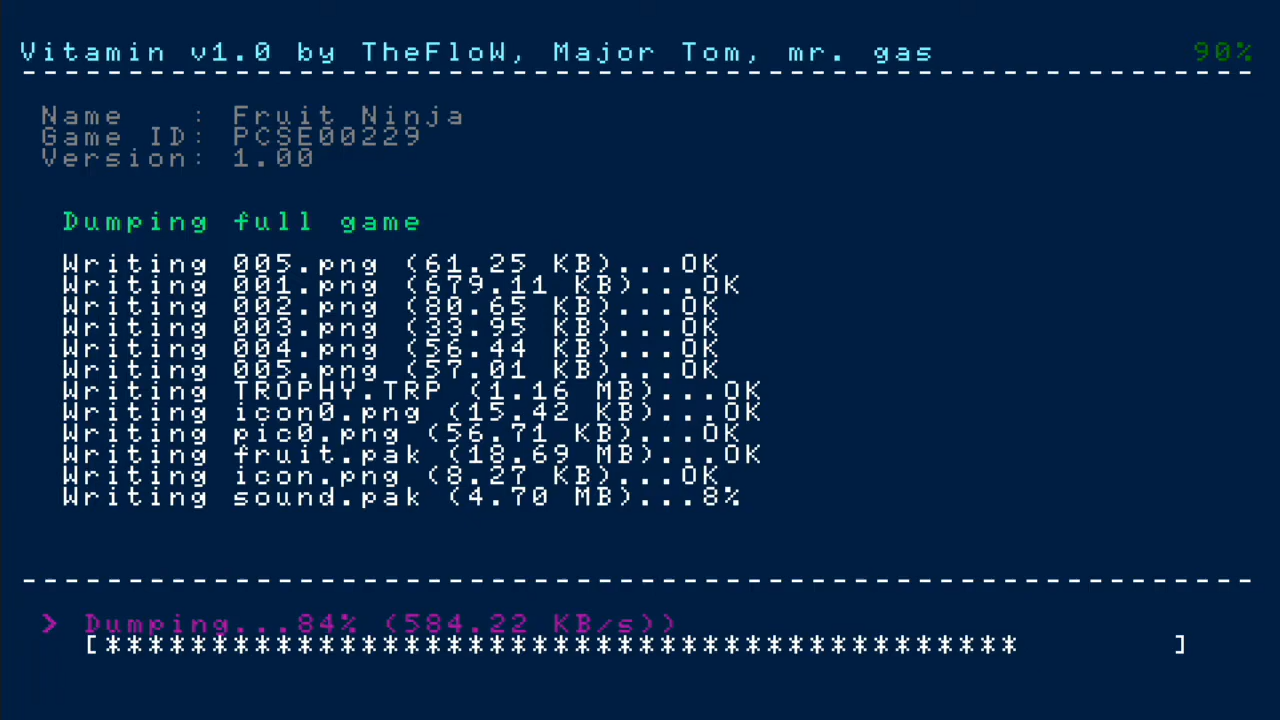 Vitamin v1.0 by TheFloW, Major Tom, mr. gas 90%
--------------------------------------------------------------
Name   : Fruit Ninja
Game ID: PCSE00229
Version: 1.00
Dumping full game
Writing 005.png (61.25 KB)...OK
Writing 001.png (679.11 KB)...OK
Writing 002.png (80.65 KB)...OK
Writing 003.png (33.95 KB)...OK
Writing 004.png (56.44 KB)...OK
Writing 005.png (57.01 KB)...OK
Writing TROPHY.TRP (1.16 MB)...OK
Writing icon0.png (15.42 KB)...OK
Writing pic0.png (56.71 KB)...OK
Writing fruit.pak (18.69 MB)...OK
Writing icon.png (8.27 KB)...OK
Writing sound.pak (4.70 MB)...8%
--------------------------------------------------------------
> Dumping...84% (584.22 KB/s))
[******************************************* ]